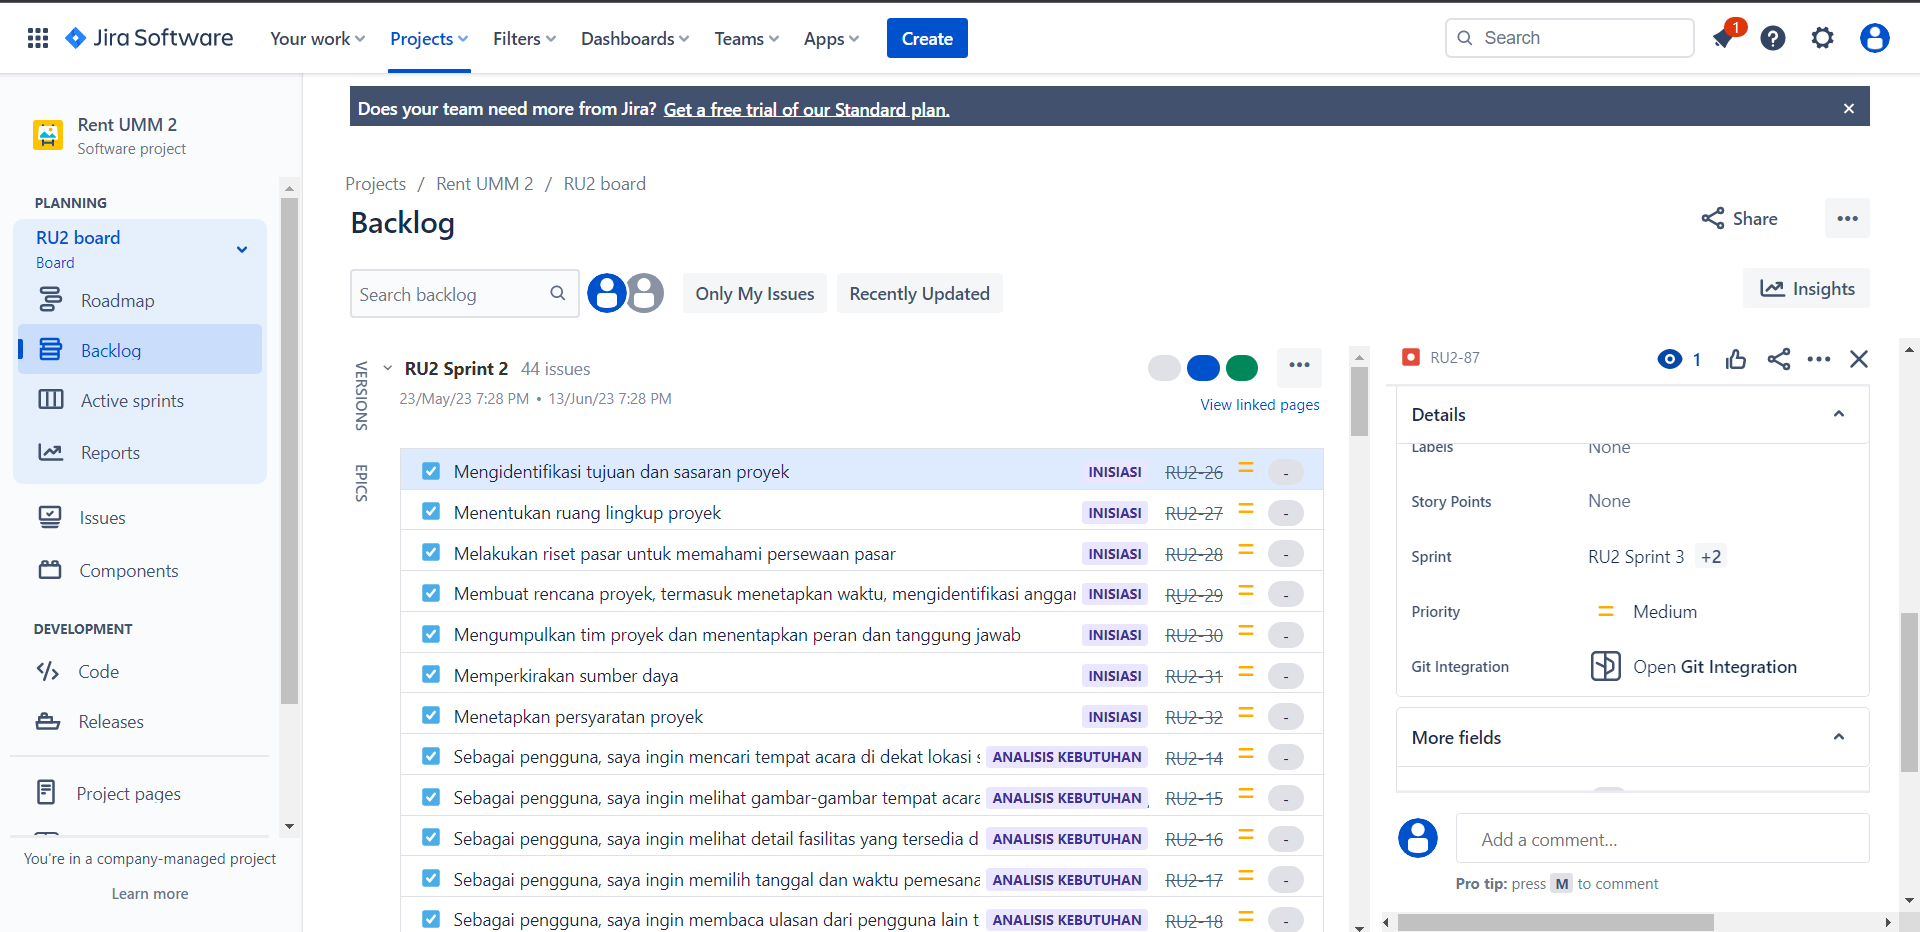 Jira Software
Your work
Projects
Filters
Dashboards
Teams
Apps
Create
Search
1
Rent UMM 2
Software project
PLANNING
RU2 board
Board
Roadmap
Backlog
Active sprints
Reports
Issues
Components
DEVELOPMENT
Code
Releases
Project pages
You're in a company-managed project
Learn more
Does your team need more from Jira? Get a free trial of our Standard plan.
Projects / Rent UMM 2 / RU2 board
Backlog
Share
Search backlog
Only My Issues
Recently Updated
Insights
VERSIONS
EPICS
RU2 Sprint 2 44 issues
23/May/23 7:28 PM • 13/Jun/23 7:28 PM
View linked pages
Mengidentifikasi tujuan dan sasaran proyek INISIASI RU2-26 -
Menentukan ruang lingkup proyek INISIASI RU2-27 -
Melakukan riset pasar untuk memahami persewaan pasar INISIASI RU2-28 -
Membuat rencana proyek, termasuk menetapkan waktu, mengidentifikasi anggar INISIASI RU2-29 -
Mengumpulkan tim proyek dan menentapkan peran dan tanggung jawab INISIASI RU2-30 -
Memperkirakan sumber daya INISIASI RU2-31 -
Menetapkan persyaratan proyek INISIASI RU2-32 -
Sebagai pengguna, saya ingin mencari tempat acara di dekat lokasi s ANALISIS KEBUTUHAN RU2-14 -
Sebagai pengguna, saya ingin melihat gambar-gambar tempat acara ANALISIS KEBUTUHAN RU2-15 -
Sebagai pengguna, saya ingin melihat detail fasilitas yang tersedia d ANALISIS KEBUTUHAN RU2-16 -
Sebagai pengguna, saya ingin memilih tanggal dan waktu pemesana ANALISIS KEBUTUHAN RU2-17 -
Sebagai pengguna, saya ingin membaca ulasan dari pengguna lain t ANALISIS KEBUTUHAN RU2-18 -
RU2-87
1
Details
Labels None
Story Points None
Sprint RU2 Sprint 3 +2
Priority Medium
Git Integration Open Git Integration
More fields
Add a comment...
Pro tip: press M to comment